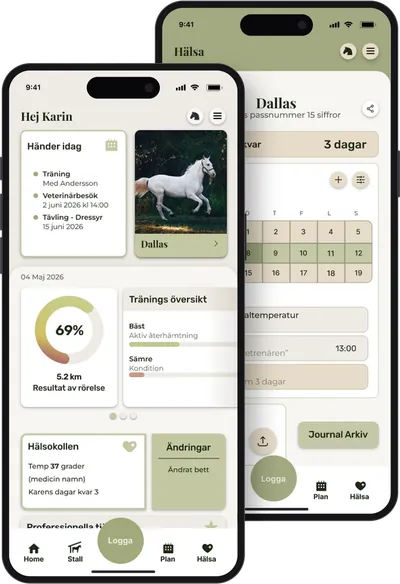 9:41
Hej Karin
Händer idag
Träning
Med Andersson
Veterinärbesök
2 juni 2026 kl 14:00
Tävling - Dressyr
15 juni 2026
Dallas
04 Maj 2026
69%
5.2 km
Resultat av rörelse
Tränings översikt
Bäst
Aktiv återhämtning
Sämre
Kondition
Hälsokollen
Temp 37 grader
(medicin namn)
Karens dagar kvar 3
Ändringar
Ändrat bett
Logga
Home
Stall
Plan
Hälsa
9:41
Hälsa
Dallas
passnummer 15 siffror
kvar
3 dagar
O T F L S
8 9 10 11 12
15 16 17 18 19
altemperatur
etrenären”
13:00
m 3 dagar
Journal Arkiv
Logga
Plan
Hälsa